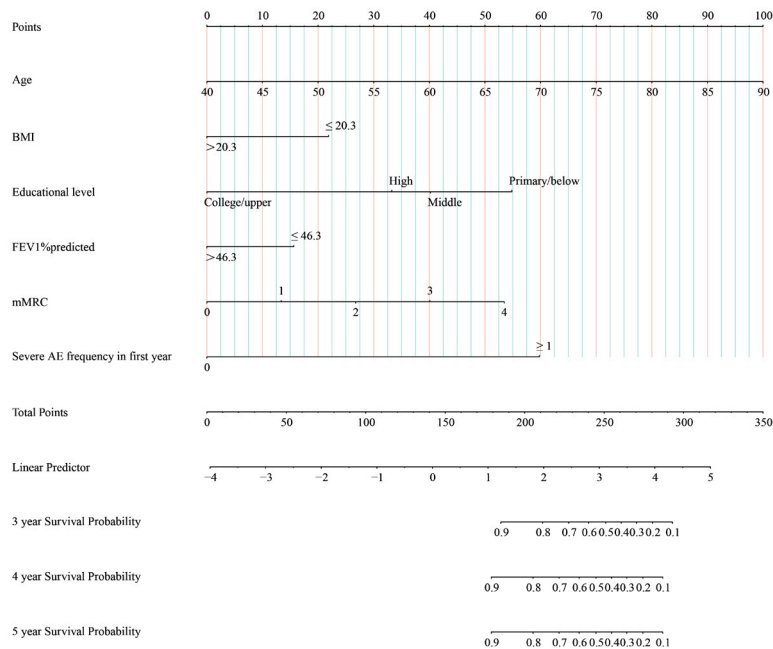 Points 0 10 20 30 40 50 60 70 80 90 100
Age 40 45 50 55 60 65 70 80 85 90
≤ 20.3
BMI
>20.3
High Primary/below
Educational level
College/upper Middle
≤ 46.3
FEV1%predicted
>46.3
1 3
mMRC
0 2 4
≥ 1
Severe AE frequency in first year
0
Total Points
0 50 100 150 200 250 300 350
Linear Predictor
−4 −3 −2 −1 0 1 2 3 4 5
3 year Survival Probability
0.9 0.8 0.7 0.6 0.5 0.4 0.3 0.2 0.1
4 year Survival Probability
0.9 0.8 0.7 0.6 0.5 0.4 0.3 0.2 0.1
5 year Survival Probability
0.9 0.8 0.7 0.6 0.5 0.4 0.3 0.2 0.1